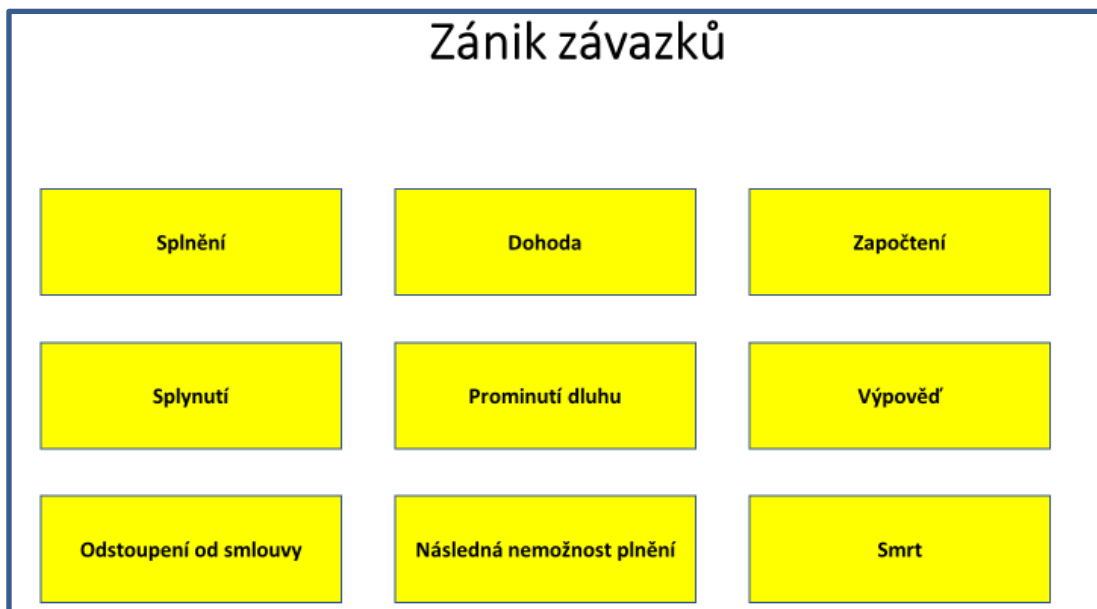 Zánik závazků
Splnění
Dohoda
Započtení
Splynutí
Prominutí dluhu
Výpověď
Odstoupení od smlouvy
Následná nemožnost plnění
Smrt